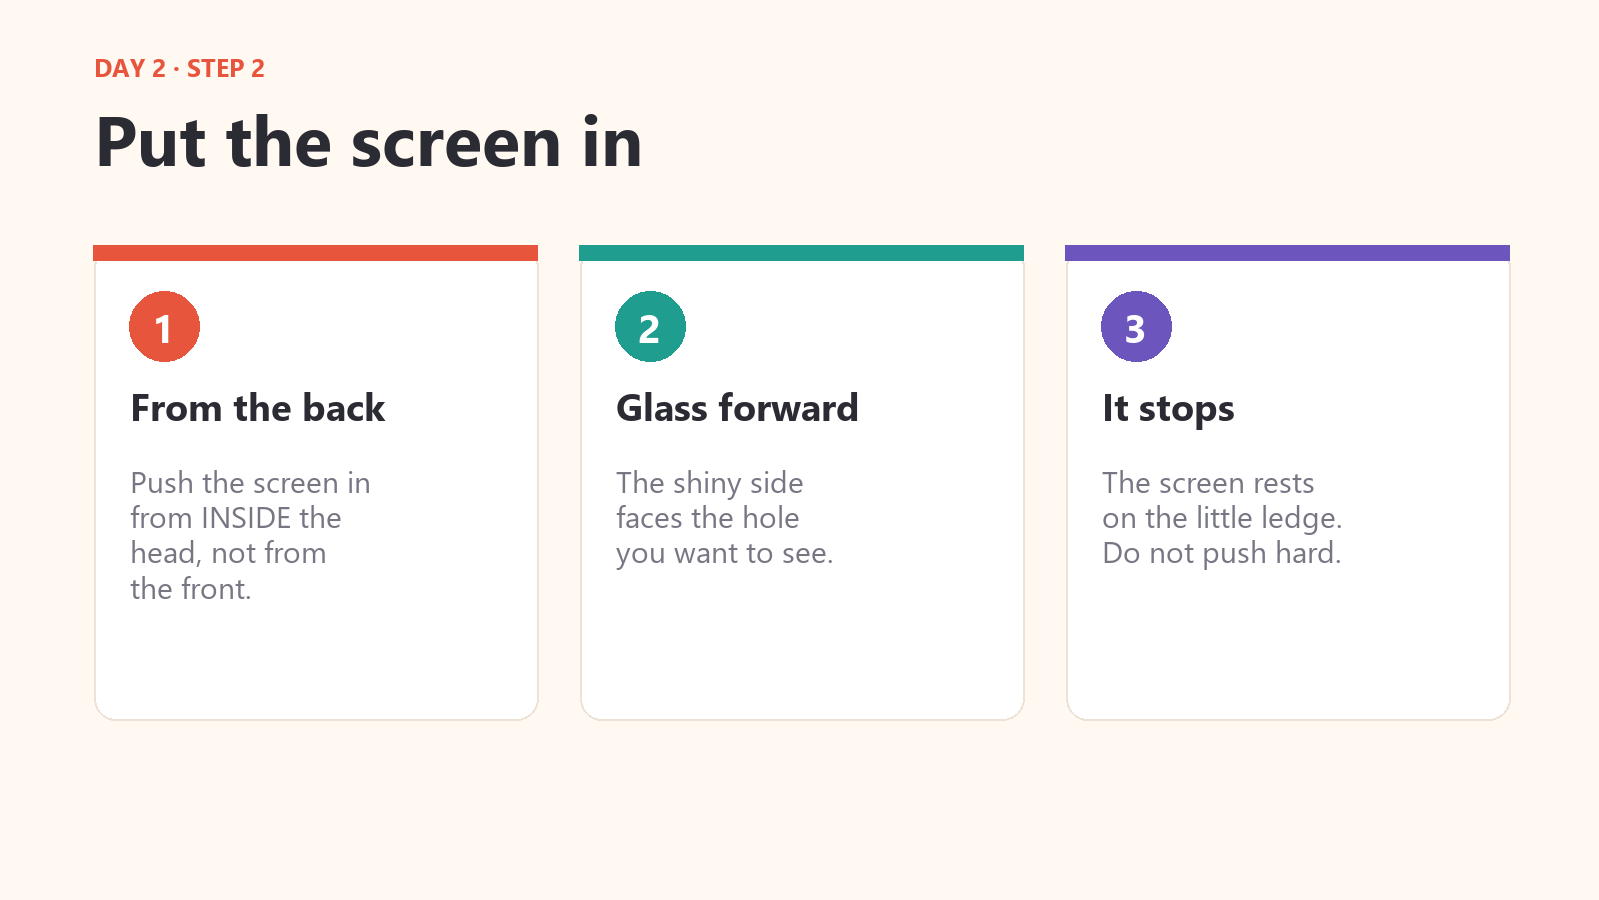 DAY 2 · STEP 2
Put the screen in
1
From the back
Push the screen in
from INSIDE the
head, not from
the front.
2
Glass forward
The shiny side
faces the hole
you want to see.
3
It stops
The screen rests
on the little ledge.
Do not push hard.